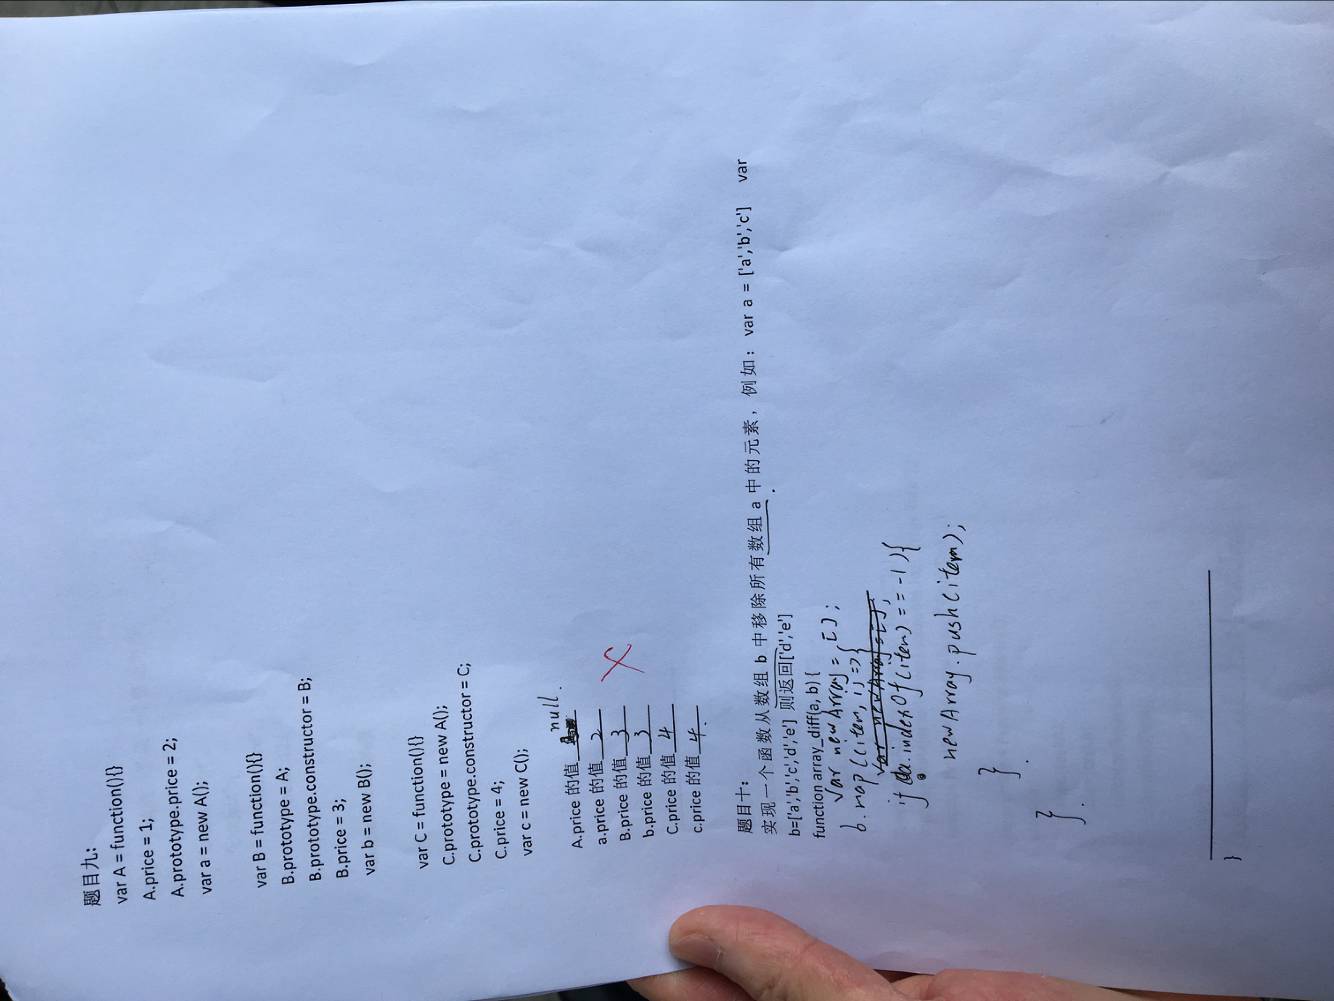 题目九：
var A = function(){}
A.price = 1;
A.prototype.price = 2;
var a = new A();
var B = function(){}
B.prototype = A;
B.prototype.constructor = B;
B.price = 3;
var b = new B();
var C = function(){}
C.prototype = new A();
C.prototype.constructor = C;
C.price = 4;
var c = new C();
A.price 的值 null.
a.price 的值 2
B.price 的值 3
b.price 的值 3
C.price 的值 4
c.price 的值 4.
题目十：
实现一个函数从数组 b 中移除所有数组 a 中的元素，例如：var a = ['a','b','c'] var
b=['a','b','c','d','e'] 则返回['d','e']
function array_diff(a, b) {
var newArray = [];
b.map((item, i) => {
var newArray = [];
if (a.indexOf(item) == -1) {
newArray.push(item);
}.
}.
}